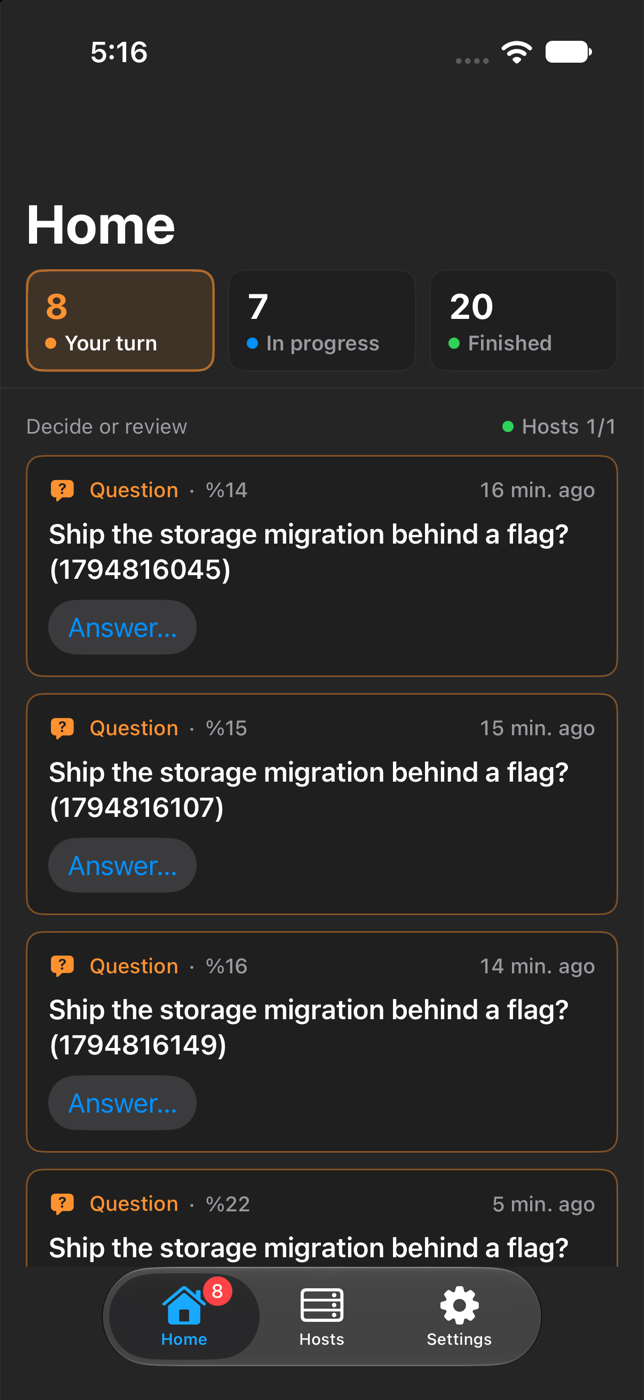 5:16
Home
8
Your turn
7
In progress
20
Finished
Decide or review
Hosts 1/1
Question · %14
16 min. ago
Ship the storage migration behind a flag?
(1794816045)
Answer...
Question · %15
15 min. ago
Ship the storage migration behind a flag?
(1794816107)
Answer...
Question · %16
14 min. ago
Ship the storage migration behind a flag?
(1794816149)
Answer...
Question · %22
5 min. ago
Ship the storage migration behind a flag?
8
Home
Hosts
Settings